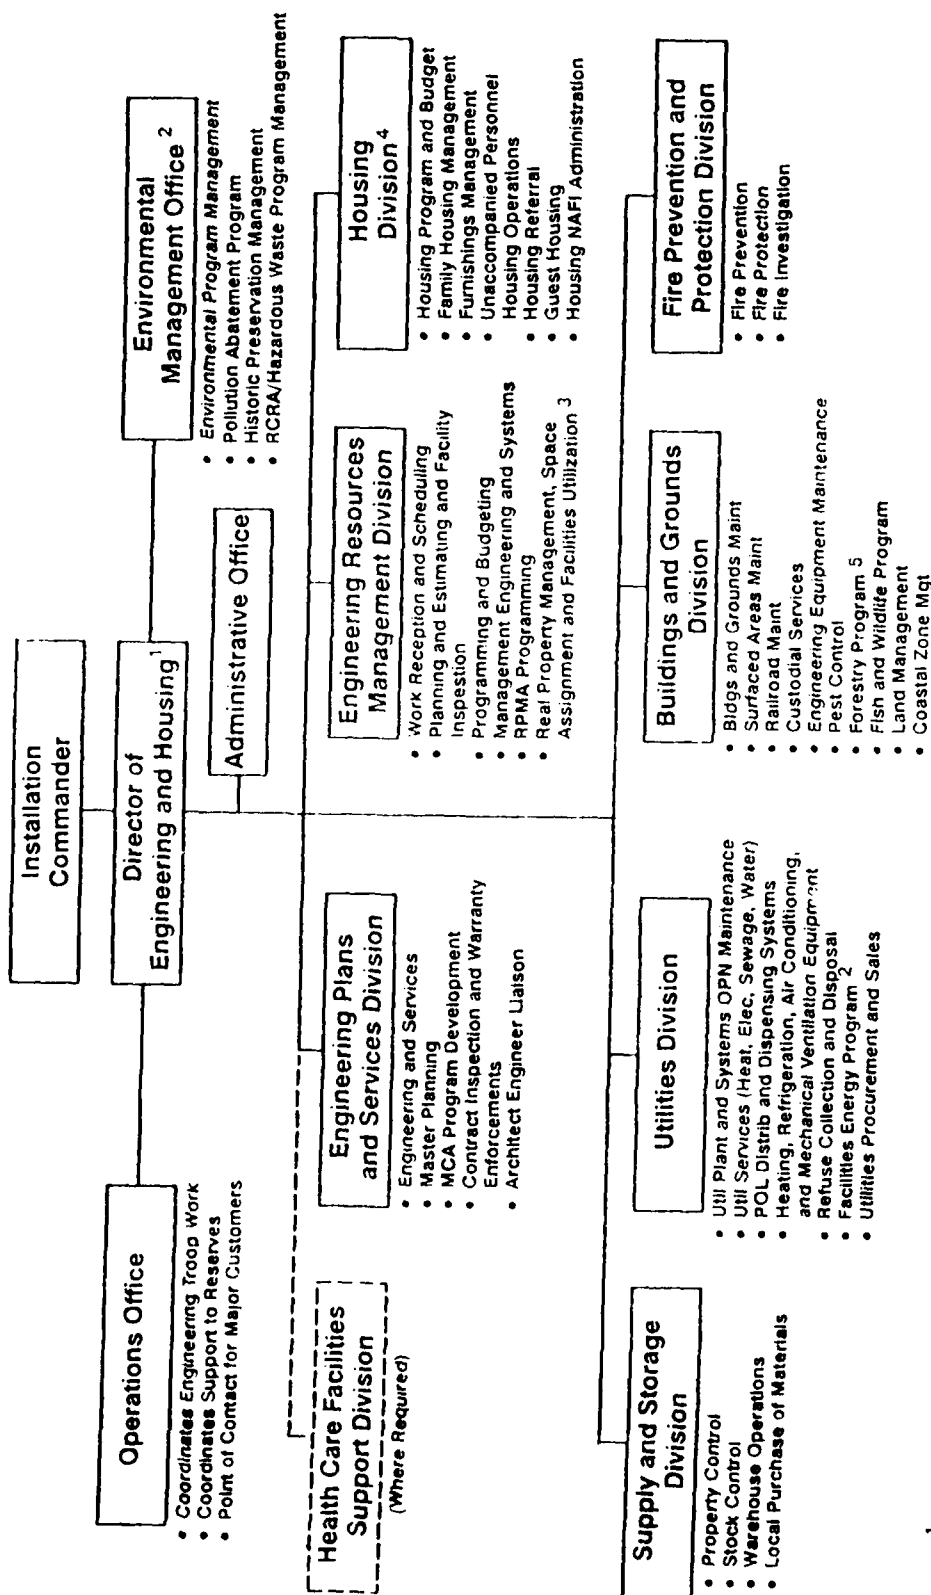 Installation
Commander
Director of
Engineering and Housing1
Operations Office
• Coordinates Engineering Troop Work
• Coordinates Support to Reserves
• Point of Contact for Major Customers
Environmental
Management Office 2
• Environmental Program Management
• Pollution Abatement Program
• Historic Preservation Management
• RCRA/Hazardous Waste Program Management
Administrative Office
Health Care Facilities
Support Division
(Where Required)
Engineering Plans
and Services Division
• Engineering and Services
• Master Planning
• MCA Program Development
• Contract Inspection and Warranty
Enforcements
• Architect Engineer Liaison
Engineering Resources
Management Division
• Work Reception and Scheduling
• Planning and Estimating and Facility
Inspestion
• Programming and Budgeting
• Management Engineering and Systems
• RPMA Programming
• Real Property Management, Space
Assignment and Facilities Utilization 3
Housing
Division4
• Housing Program and Budget
• Family Housing Management
• Furnishings Management
• Unaccompanied Personnel
Housing Operations
• Housing Referral
• Guest Housing
• Housing NAFI Administration
Supply and Storage
Division
• Property Control
• Stock Control
• Warehouse Operations
• Local Purchase of Materials
Utilities Division
• Util Plant and Systems OPN Maintenance
• Util Services (Heat, Elec, Sewage, Water)
• POL Distrib and Dispensing Systems
• Heating, Refrigeration, Air Conditioning,
and Mechanical Ventilation Equipment
• Refuse Collection and Disposal
• Facilities Energy Program 2
• Utilities Procurement and Sales
Buildings and Grounds
Division
• Bldgs and Grounds Maint
• Surfaced Areas Maint
• Railroad Maint
• Custodial Services
• Engineering Equipment Maintenance
• Pest Control
• Forestry Program 5
• Fish and Wildlife Program
• Land Management
• Coastal Zone Mgt
Fire Prevention and
Protection Division
• Fire Prevention
• Fire Protection
• Fire Investigation
1